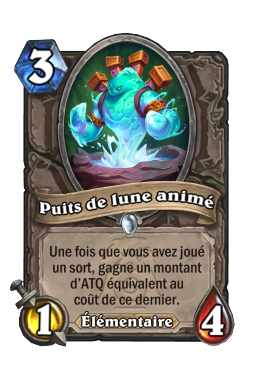 3
Puits de lune animé
Une fois que vous avez joué
un sort, gagne un montant
d'ATQ équivalent au
coût de ce dernier.
1
Élémentaire
4